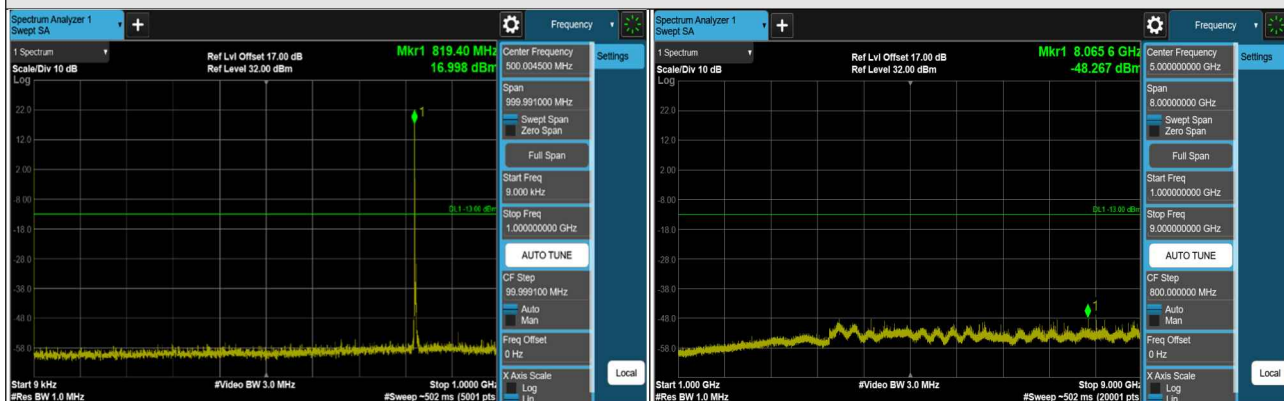 Spectrum Analyzer 1
Swept SA
+
Frequency
1 Spectrum
Scale/Div 10 dB
Log
Ref Lvl Offset 17.00 dB
Ref Level 32.00 dBm
Mkr1 819.40 MHz
16.998 dBm
22.0
12.0
2.00
-8.00
-18.0
-28.0
-38.0
-48.0
-58.0
1
DL1 -13.00 dBm
Start 9 kHz
#Res BW 1.0 MHz
#Video BW 3.0 MHz
Stop 1.0000 GHz
#Sweep ~502 ms (5001 pts
Center Frequency
500.004500 MHz
Settings
Span
999.991000 MHz
Swept Span
Zero Span
Full Span
Start Freq
9.000 kHz
Stop Freq
1.000000000 GHz
AUTO TUNE
CF Step
99.999100 MHz
Auto
Man
Freq Offset
0 Hz
X Axis Scale
Log
Lin
Local
Spectrum Analyzer 1
Swept SA
+
Frequency
1 Spectrum
Scale/Div 10 dB
Log
Ref Lvl Offset 17.00 dB
Ref Level 32.00 dBm
Mkr1 8.065 6 GHz
-48.267 dBm
22.0
12.0
2.00
-8.00
-18.0
-28.0
-38.0
-48.0
-58.0
1
DL1 -13.00 dBm
Start 1.000 GHz
#Res BW 1.0 MHz
#Video BW 3.0 MHz
Stop 9.000 GHz
#Sweep ~502 ms (20001 pts
Center Frequency
5.000000000 GHz
Settings
Span
8.00000000 GHz
Swept Span
Zero Span
Full Span
Start Freq
1.000000000 GHz
Stop Freq
9.000000000 GHz
AUTO TUNE
CF Step
800.000000 MHz
Auto
Man
Freq Offset
0 Hz
X Axis Scale
Log
Lin
Local